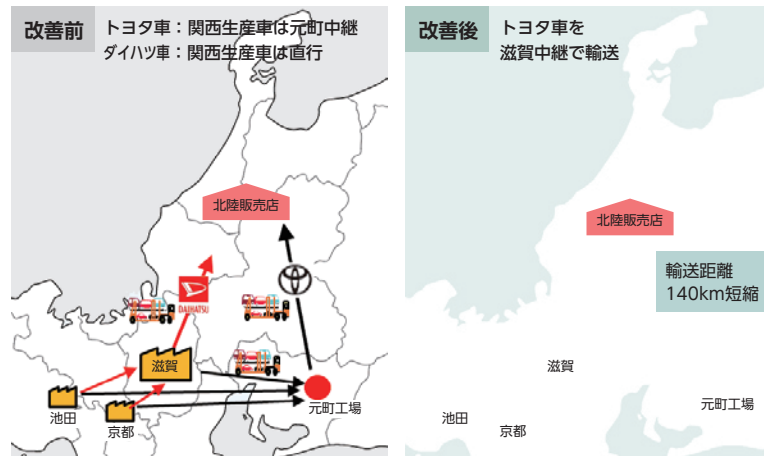 改善前
トヨタ車：関西生産車は元町中継
ダイハツ車：関西生産車は直行
北陸販売店
DAIHATSU
滋賀
池田
京都
元町工場
改善後
トヨタ車を
滋賀中継で輸送
北陸販売店
輸送距離
140km短縮
滋賀
池田
京都
元町工場